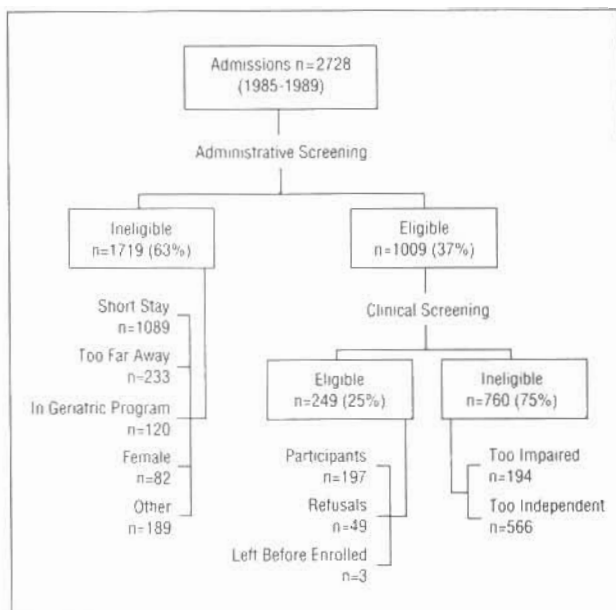 Admissions n=2728
(1985-1989)
Administrative Screening
Ineligible
n=1719 (63%)
Eligible
n=1009 (37%)
Short Stay
n=1089
Too Far Away
n=233
In Geriatric Program
n=120
Female
n=82
Other
n=189
Clinical Screening
Eligible
n=249 (25%)
Ineligible
n=760 (75%)
Participants
n=197
Refusals
n=49
Left Before Enrolled
n=3
Too Impaired
n=194
Too Independent
n=566